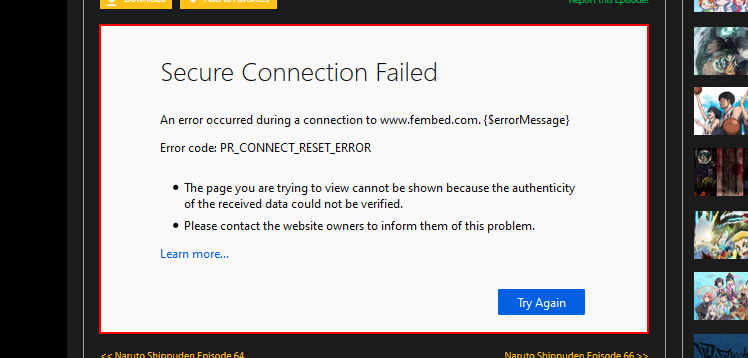 Download
Add to Favorites
Report this Episode!
Secure Connection Failed
An error occurred during a connection to www.fembed.com. {$errorMessage}
Error code: PR_CONNECT_RESET_ERROR
• The page you are trying to view cannot be shown because the authenticity
of the received data could not be verified.
• Please contact the website owners to inform them of this problem.
Learn more...
Try Again
<< Naruto Shippuden Episode 64
Naruto Shippuden Episode 66 >>